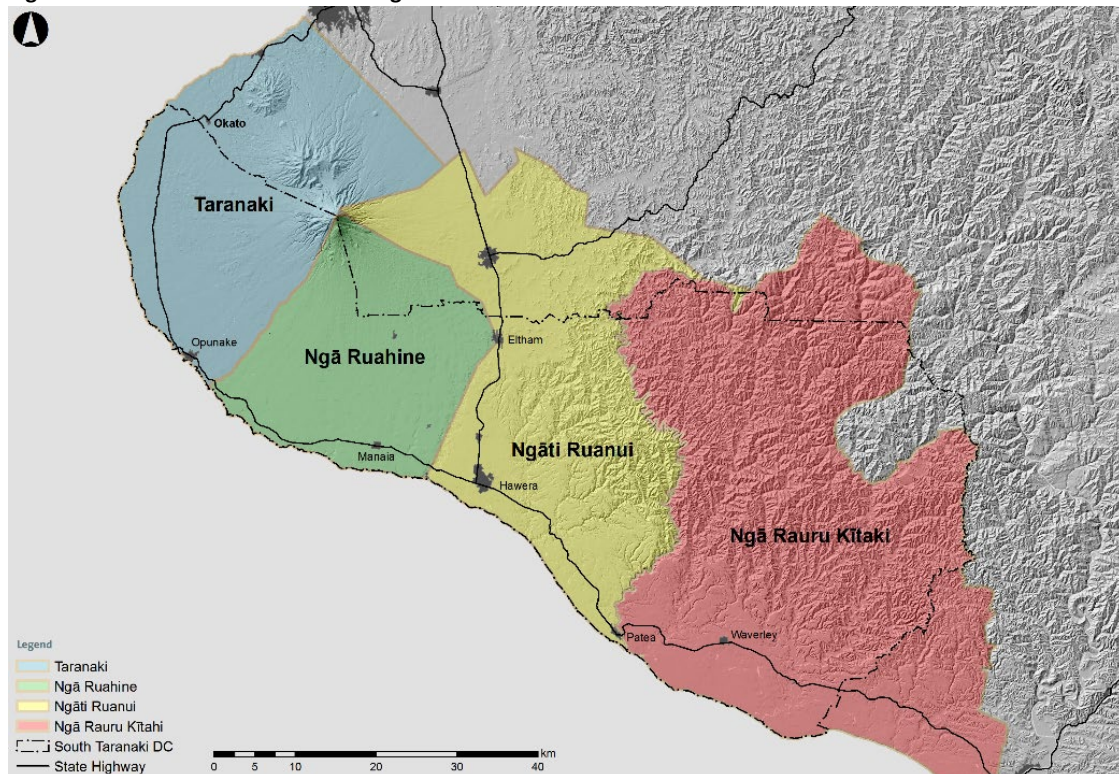 Okato
Taranaki
Opunake
Ngā Ruahine
Eltham
Manaia
Ngāti Ruanui
Hawera
Ngā Rauru Kītaki
Patea
Waverley
Legend
Taranaki
Ngā Ruahine
Ngāti Ruanui
Ngā Rauru Kītahi
South Taranaki DC
State Highway
km
0 5 10 20 30 40